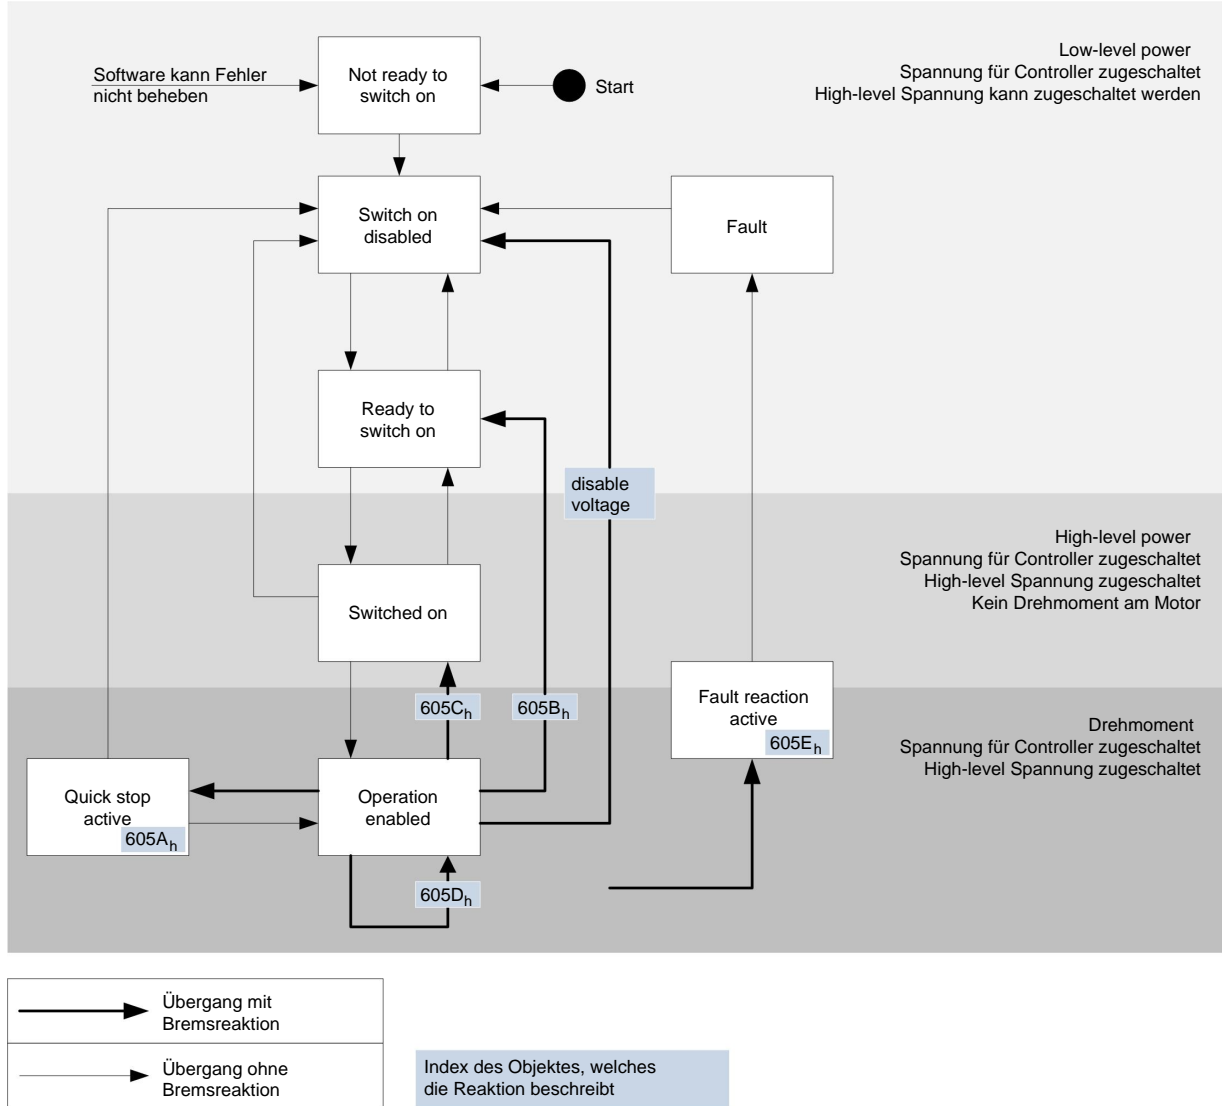 Low-level power
Spannung für Controller zugeschaltet
High-level Spannung kann zugeschaltet werden
Software kann Fehler
nicht beheben
Not ready to
switch on
Start
Switch on
disabled
Fault
Ready to
switch on
disable
voltage
High-level power
Spannung für Controller zugeschaltet
High-level Spannung zugeschaltet
Kein Drehmoment am Motor
Switched on
605Ch
605Bh
Fault reaction
active
605Eh
Drehmoment
Spannung für Controller zugeschaltet
High-level Spannung zugeschaltet
Quick stop
active
605Ah
Operation
enabled
605Dh
Übergang mit
Bremsreaktion
Übergang ohne
Bremsreaktion
Index des Objektes, welches
die Reaktion beschreibt